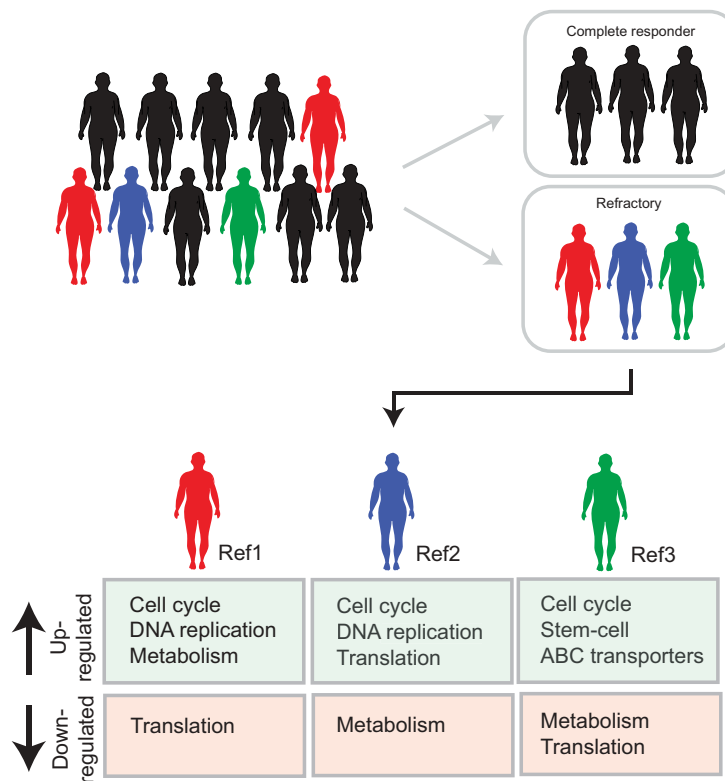 Complete responder
Refractory
Ref1
Ref2
Ref3
Up-
regulated
Cell cycle
DNA replication
Metabolism
Cell cycle
DNA replication
Translation
Cell cycle
Stem-cell
ABC transporters
Down-
regulated
Translation
Metabolism
Metabolism
Translation